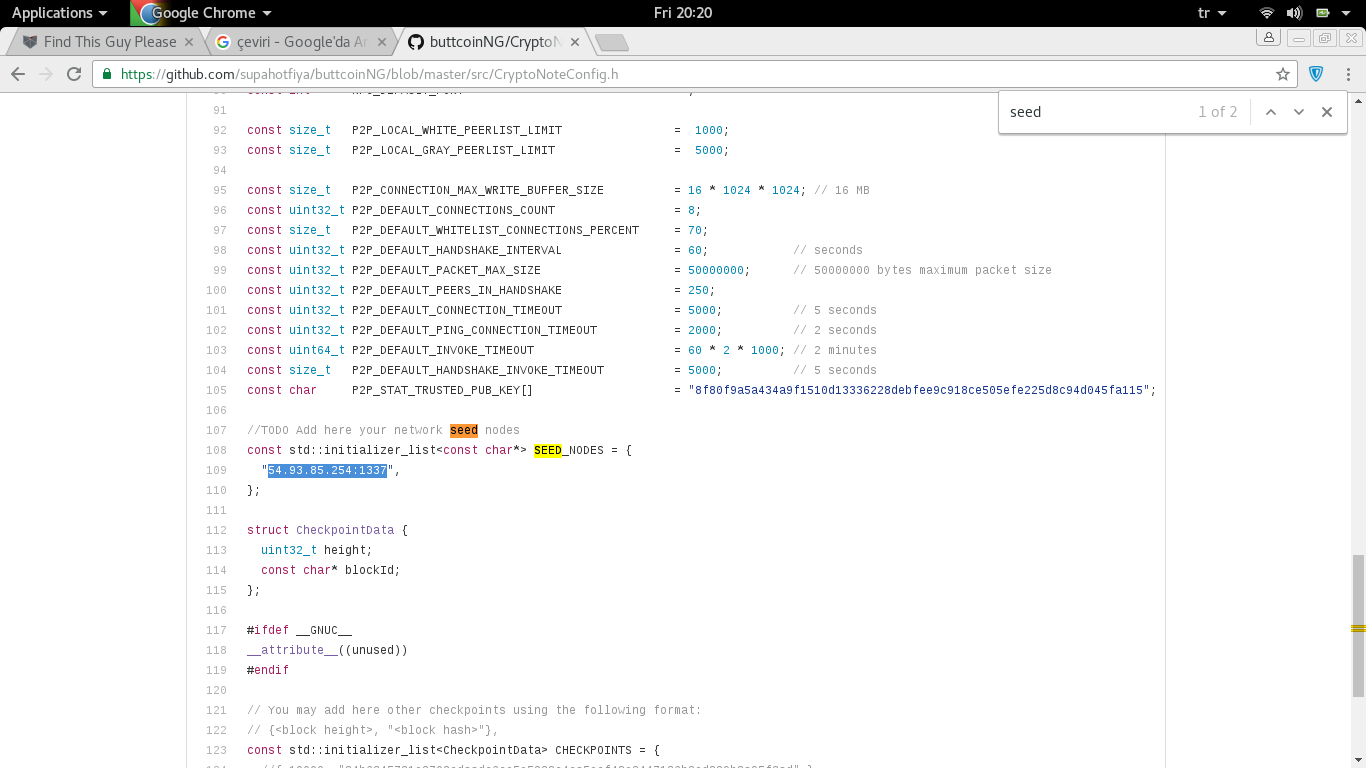 Applications Google Chrome Fri 20:20 tr
Find This Guy Please çeviri - Google'da Ar buttcoinNG/CryptoN
https://github.com/supahotfiya/buttcoinNG/blob/master/src/CryptoNoteConfig.h
seed 1 of 2
91
92 const size_t P2P_LOCAL_WHITE_PEERLIST_LIMIT = 1000;
93 const size_t P2P_LOCAL_GRAY_PEERLIST_LIMIT = 5000;
94
95 const size_t P2P_CONNECTION_MAX_WRITE_BUFFER_SIZE = 16 * 1024 * 1024; // 16 MB
96 const uint32_t P2P_DEFAULT_CONNECTIONS_COUNT = 8;
97 const size_t P2P_DEFAULT_WHITELIST_CONNECTIONS_PERCENT = 70;
98 const uint32_t P2P_DEFAULT_HANDSHAKE_INTERVAL = 60; // seconds
99 const uint32_t P2P_DEFAULT_PACKET_MAX_SIZE = 50000000; // 50000000 bytes maximum packet size
100 const uint32_t P2P_DEFAULT_PEERS_IN_HANDSHAKE = 250;
101 const uint32_t P2P_DEFAULT_CONNECTION_TIMEOUT = 5000; // 5 seconds
102 const uint32_t P2P_DEFAULT_PING_CONNECTION_TIMEOUT = 2000; // 2 seconds
103 const uint64_t P2P_DEFAULT_INVOKE_TIMEOUT = 60 * 2 * 1000; // 2 minutes
104 const size_t P2P_DEFAULT_HANDSHAKE_INVOKE_TIMEOUT = 5000; // 5 seconds
105 const char P2P_STAT_TRUSTED_PUB_KEY[] = "8f80f9a5a434a9f1510d13336228debfee9c918ce505efe225d8c94d045fa115";
106
107 //TODO Add here your network seed nodes
108 const std::initializer_list<const char*> SEED_NODES = {
109 "54.93.85.254:1337",
110 };
111
112 struct CheckpointData {
113 uint32_t height;
114 const char* blockId;
115 };
116
117 #ifdef __GNUC__
118 __attribute__((unused))
119 #endif
120
121 // You may add here other checkpoints using the following format:
122 // {<block height>, "<block hash>"},
123 const std::initializer_list<CheckpointData> CHECKPOINTS = {